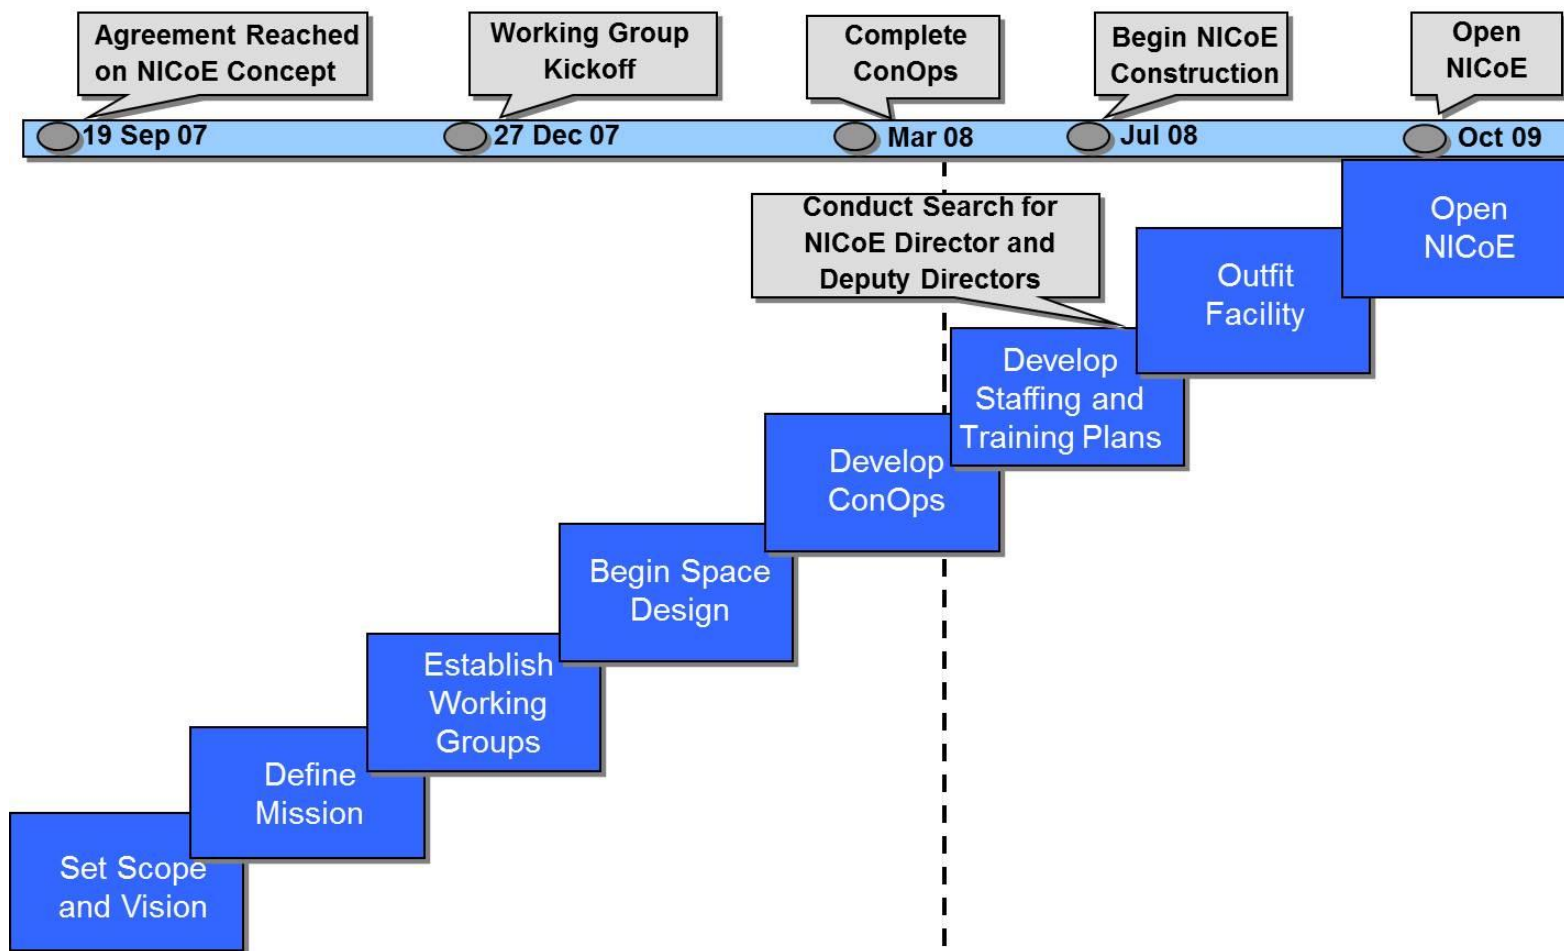 Agreement Reached
on NICoE Concept
Working Group
Kickoff
Complete
ConOps
Begin NICoE
Construction
Open
NICoE
19 Sep 07
27 Dec 07
Mar 08
Jul 08
Oct 09
Conduct Search for
NICoE Director and
Deputy Directors
Open
NICoE
Outfit
Facility
Develop
Staffing and
Training Plans
Develop
ConOps
Begin Space
Design
Establish
Working
Groups
Define
Mission
Set Scope
and Vision